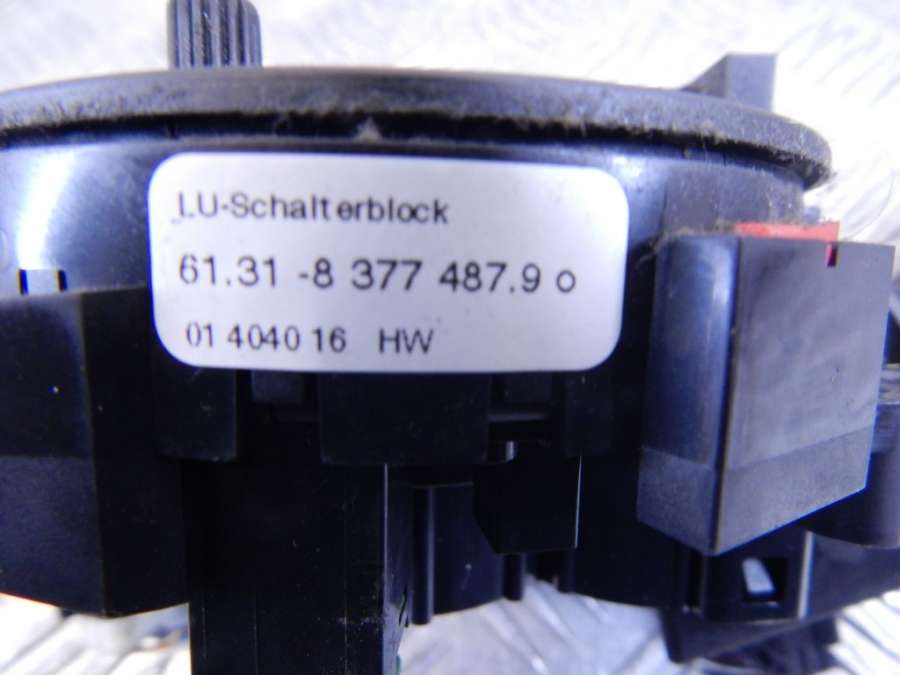 LU-Schalterblock
61.31 -8 377 487.9 o
01 4040 16 HW